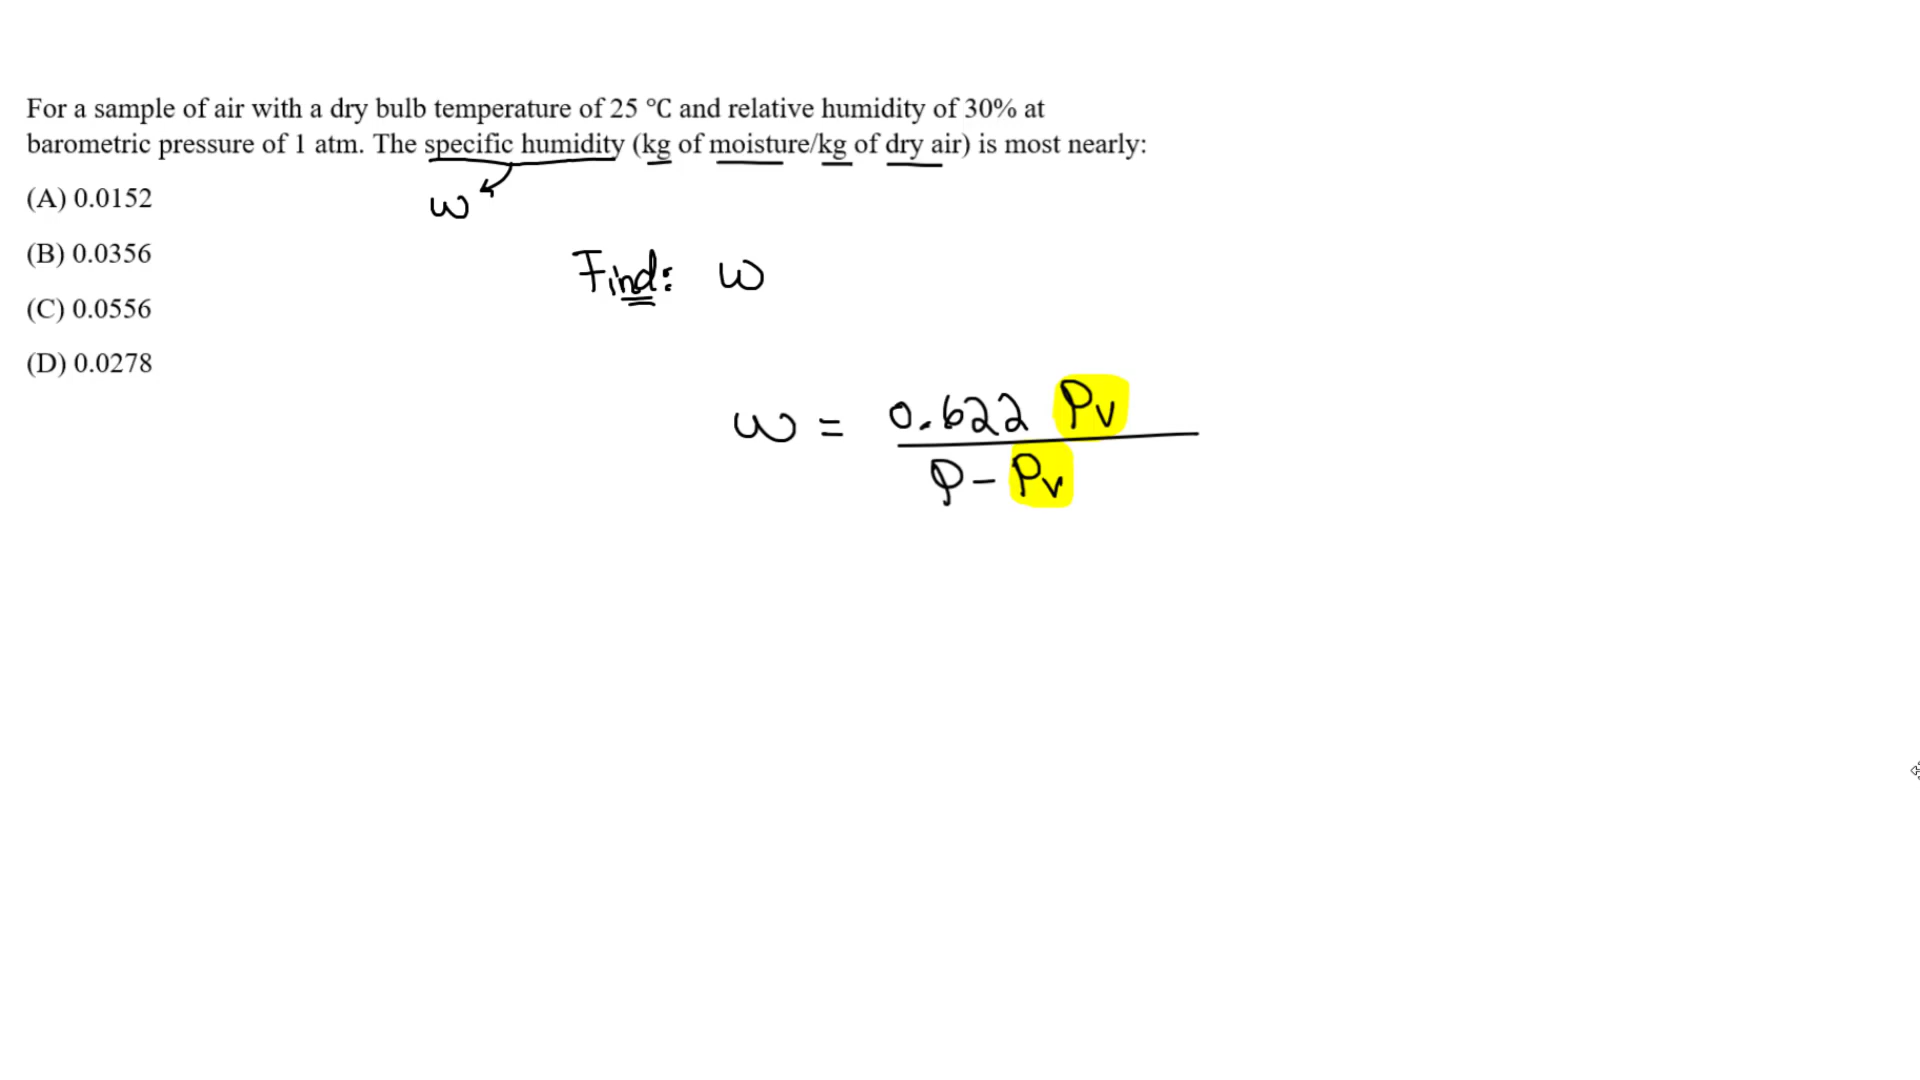 For a sample of air with a dry bulb temperature of 25 °C and relative humidity of 30% at
barometric pressure of 1 atm. The specific humidity (kg of moisture/kg of dry air) is most nearly:
(A) 0.0152
ω
(B) 0.0356
Find: ω
(C) 0.0556
(D) 0.0278
ω = 0.622 Pv
P - Pv